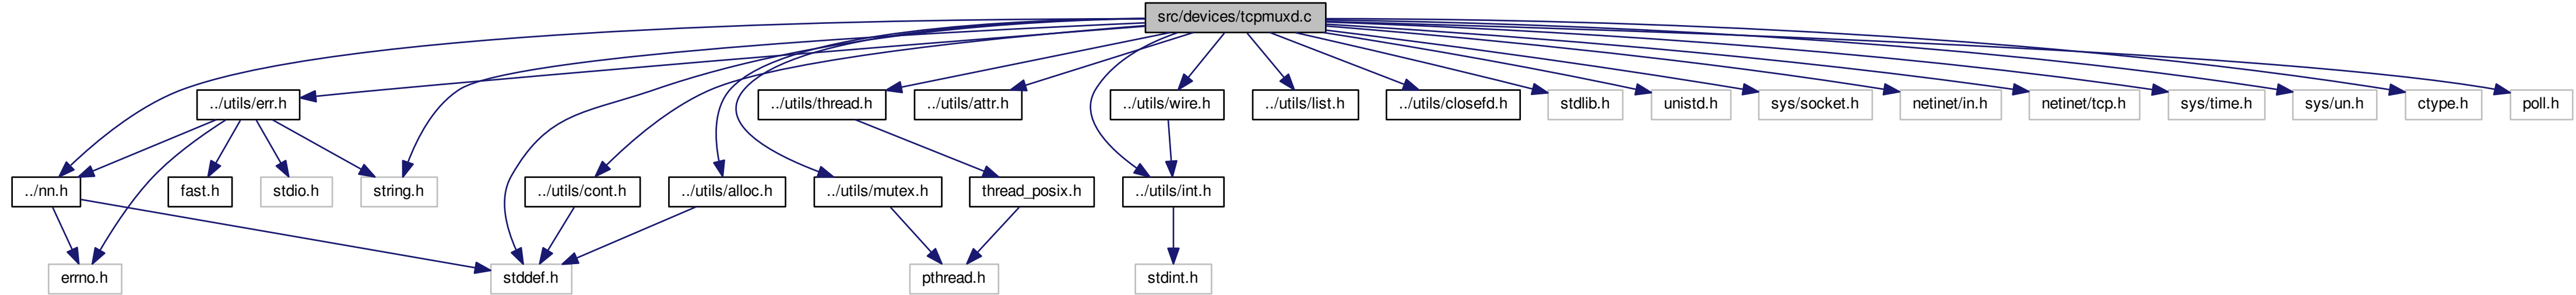 src/devices/tcpmuxd.c
../utils/err.h
../utils/thread.h
../utils/attr.h
../utils/wire.h
../utils/list.h
../utils/closefd.h
stdlib.h
unistd.h
sys/socket.h
netinet/in.h
netinet/tcp.h
sys/time.h
sys/un.h
ctype.h
poll.h
../nn.h
fast.h
stdio.h
string.h
../utils/cont.h
../utils/alloc.h
../utils/mutex.h
thread_posix.h
../utils/int.h
errno.h
stddef.h
pthread.h
stdint.h